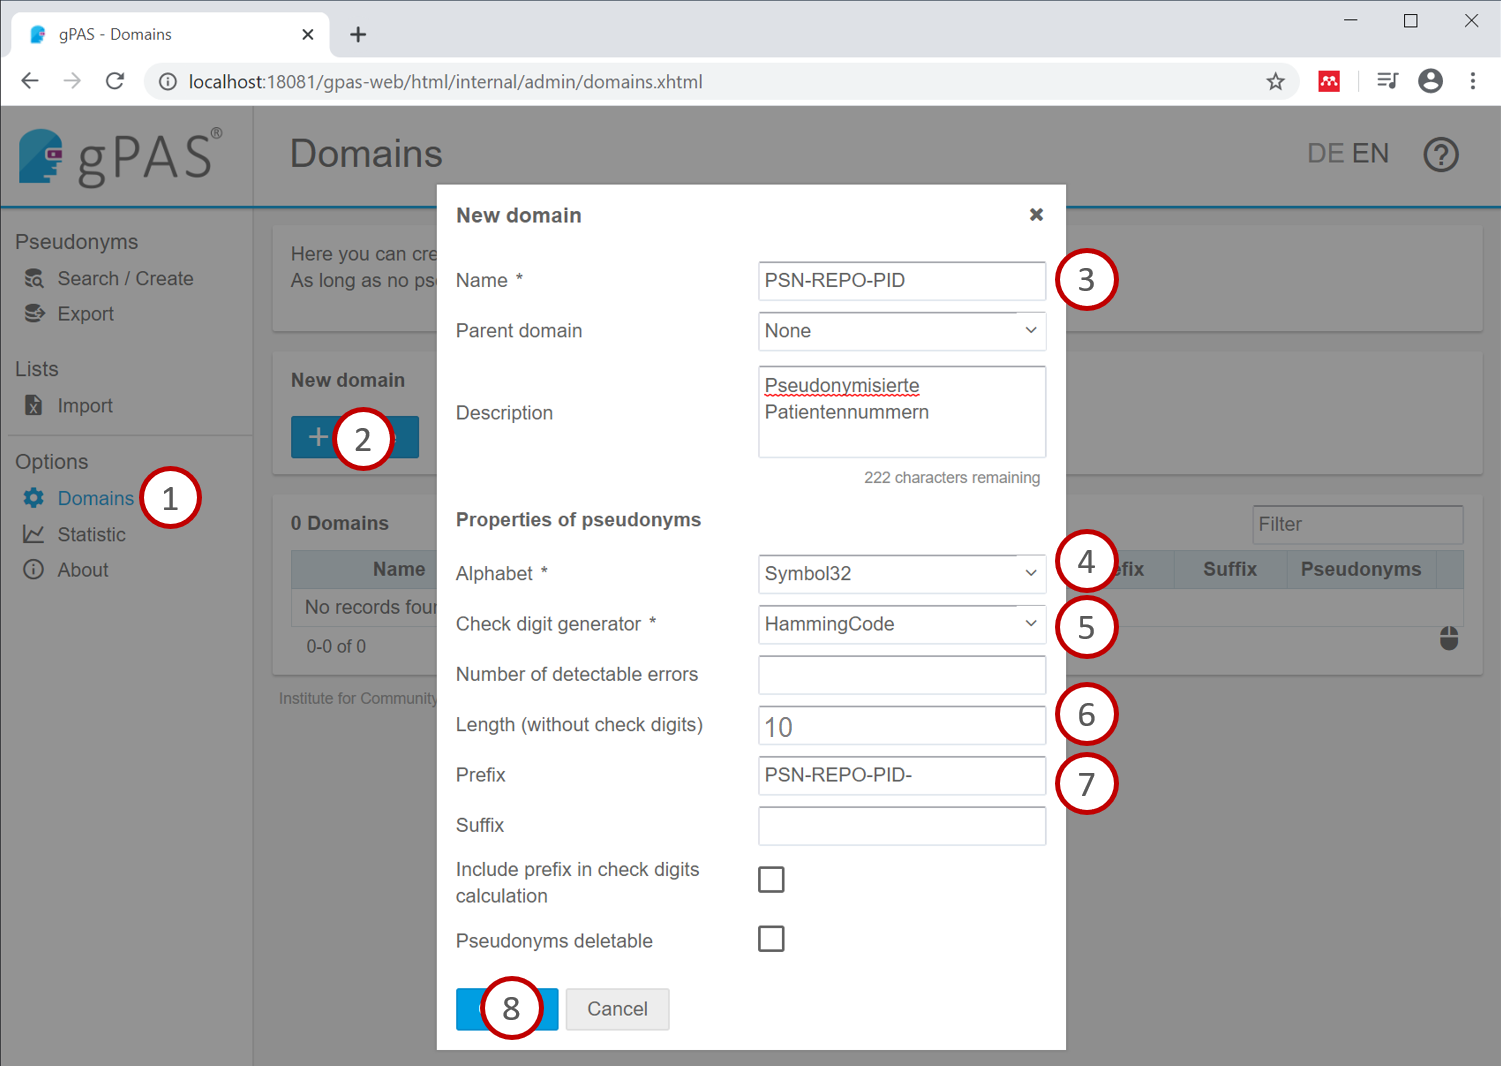 gPAS - Domains
localhost:18081/gpas-web/html/internal/admin/domains.xhtml
gPAS®
Domains
DE EN
?
Pseudonyms
Search / Create
Export
Lists
Import
Options
Domains
1
Statistic
About
Here you can cre
As long as no pse
New domain
2
0 Domains
Filter
Name
efix
Suffix
Pseudonyms
No records four
0-0 of 0
Institute for Community
New domain
Name *
PSN-REPO-PID
3
Parent domain
None
Description
Pseudonymisierte
Patientennummern
222 characters remaining
Properties of pseudonyms
Alphabet *
Symbol32
4
Check digit generator *
HammingCode
5
Number of detectable errors
Length (without check digits)
10
6
Prefix
PSN-REPO-PID-
7
Suffix
Include prefix in check digits
calculation
Pseudonyms deletable
8
Cancel